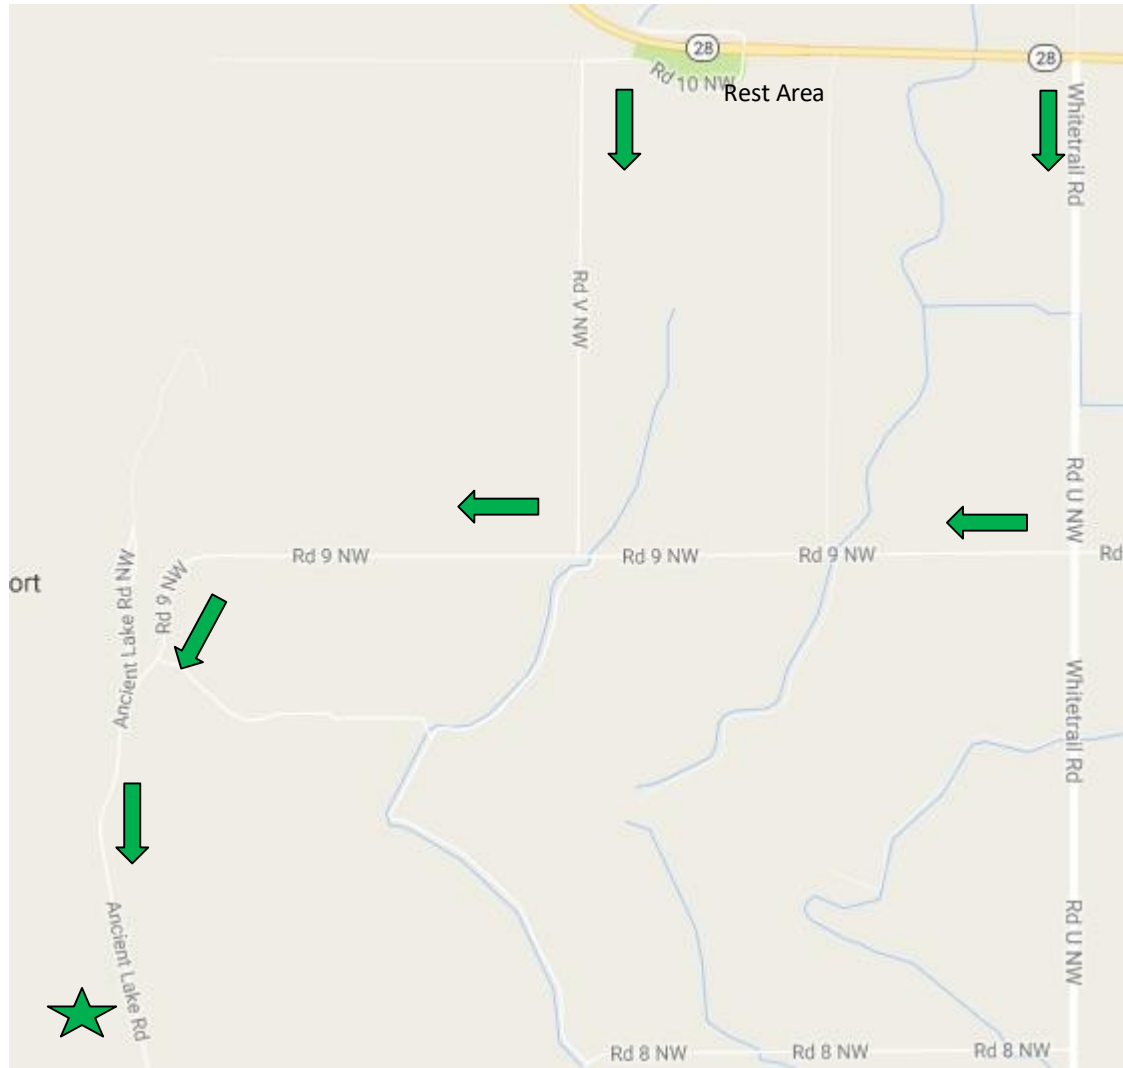 28
28
Rd 10 NW
Rest Area
Whitetrail Rd
Rd V NW
Rd U NW
Rd 9 NW
Rd 9 NW
Rd 9 NW
Rd
ort
Ancient Lake Rd NW
Rd 9 NW
Whitetrail Rd
Rd U NW
Ancient Lake Rd
Rd 8 NW
Rd 8 NW
Rd 8 NW